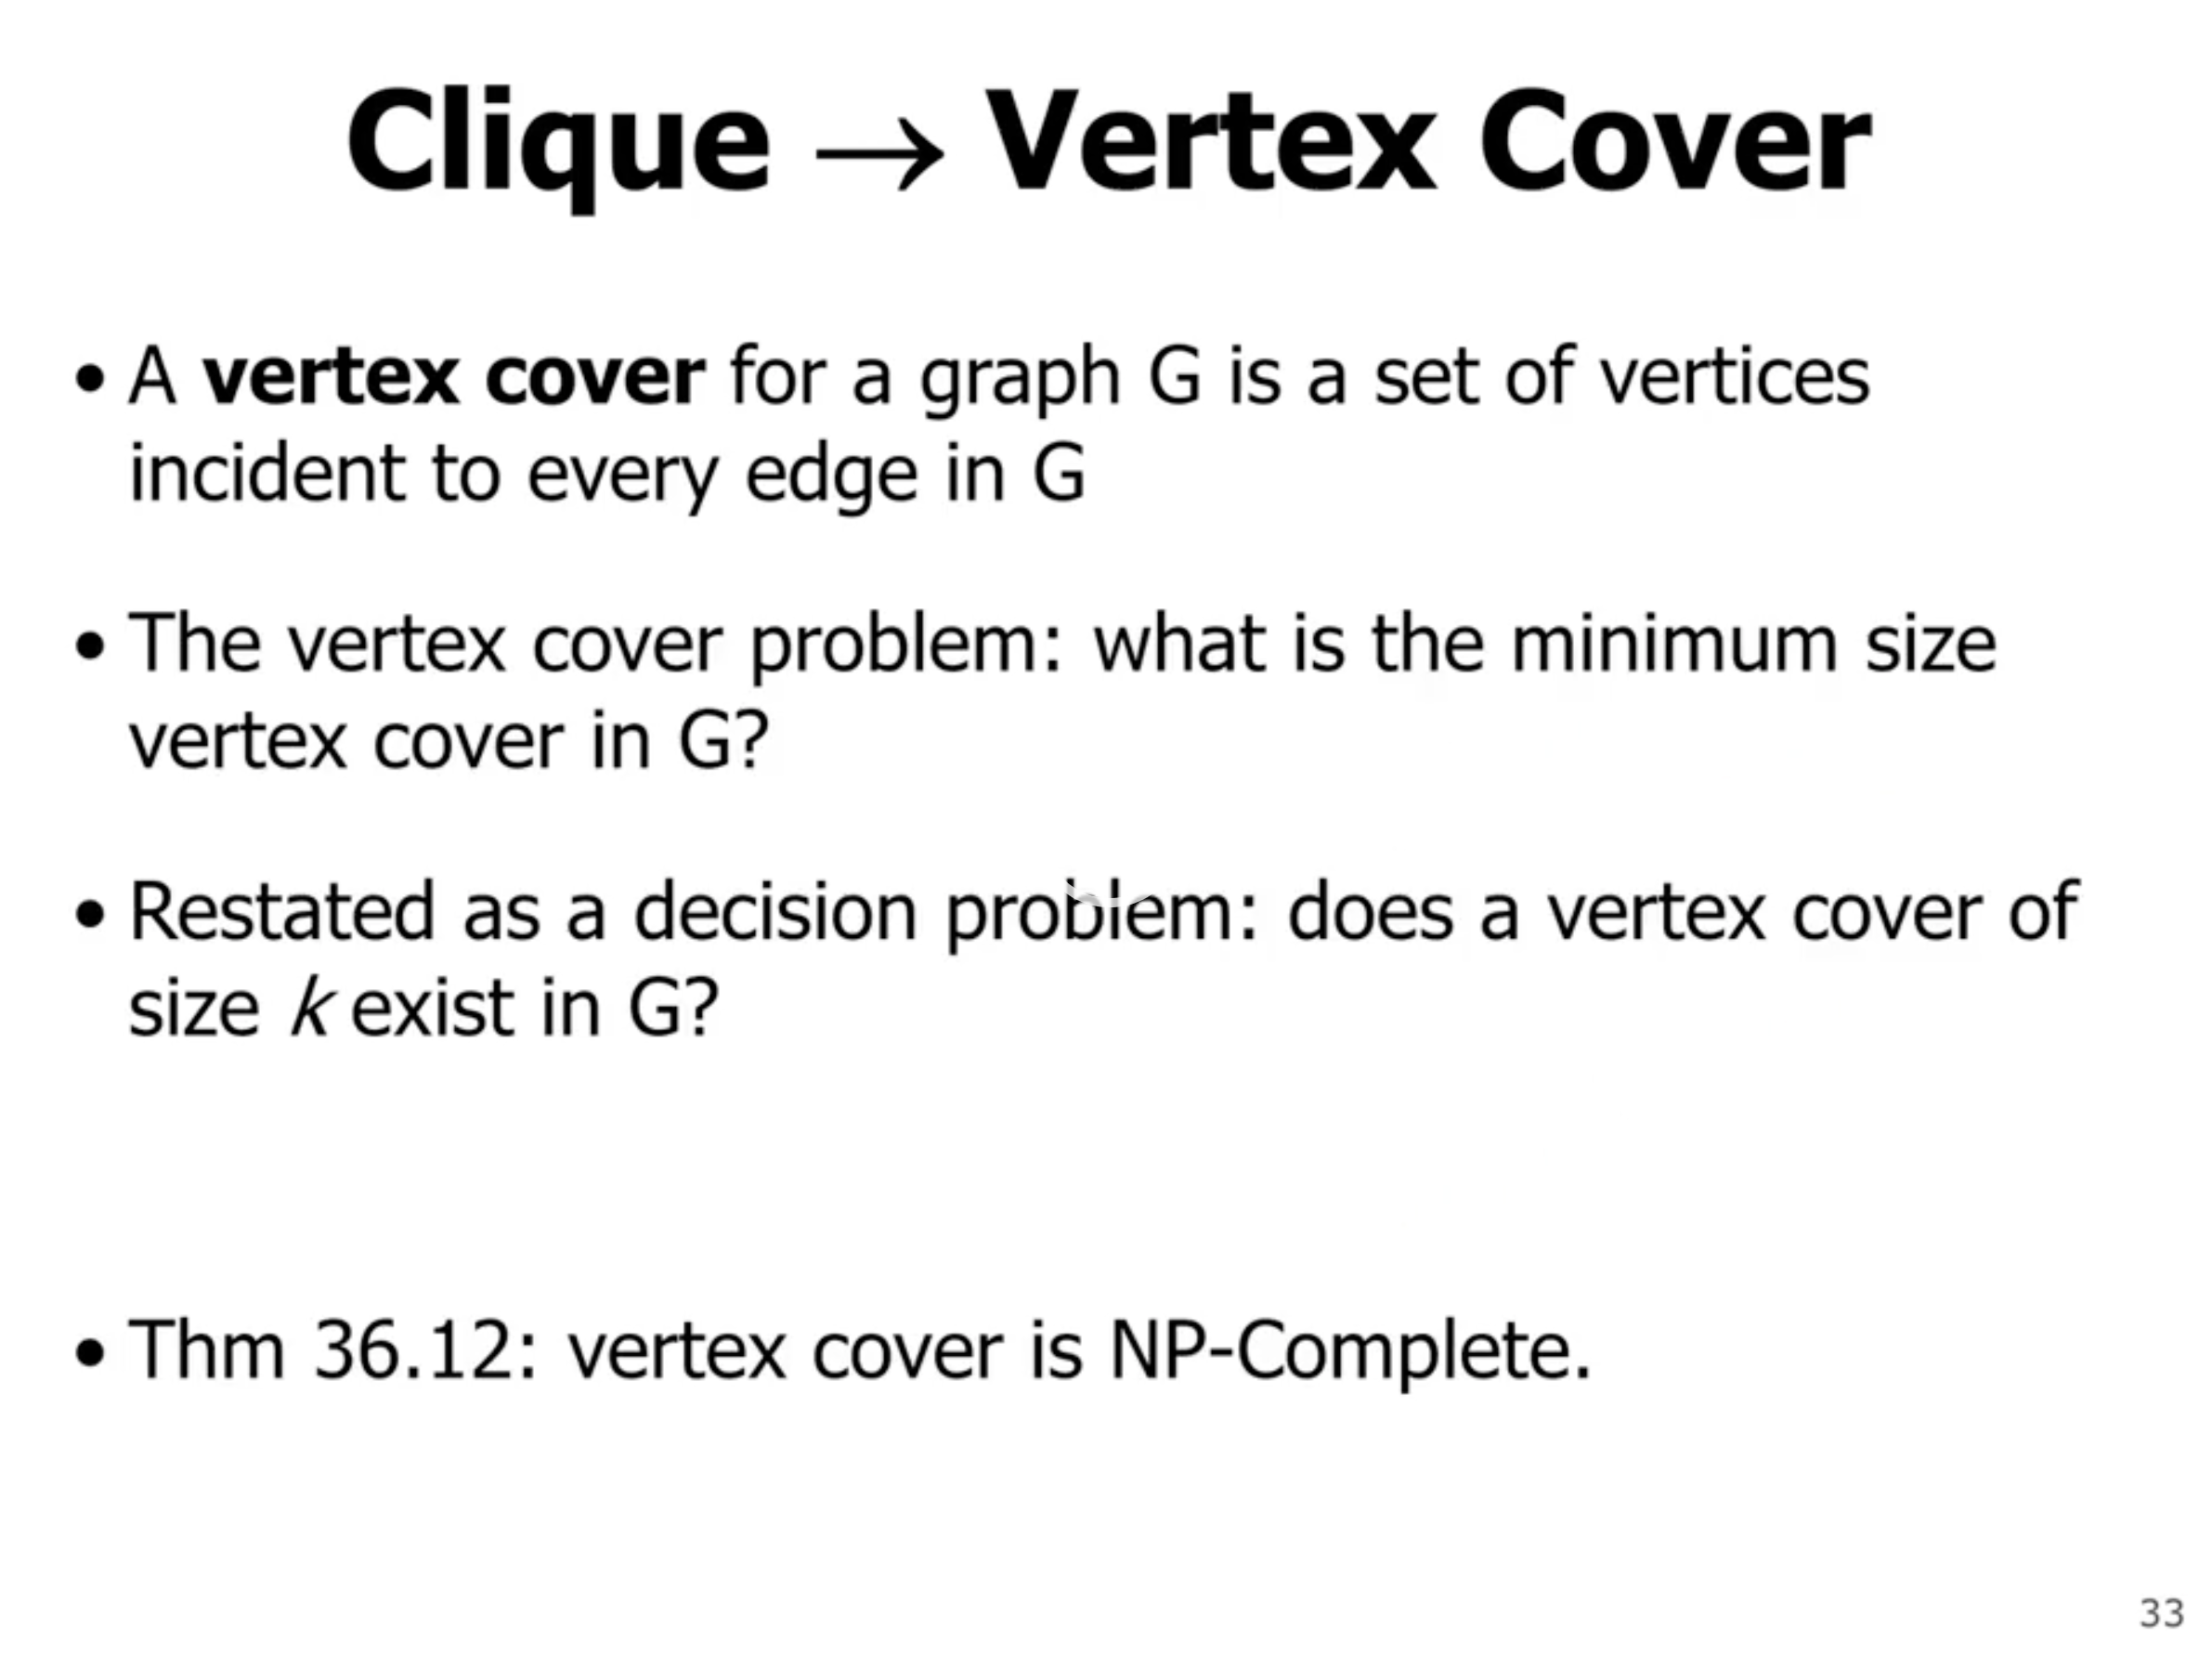 Clique → Vertex Cover
• A vertex cover for a graph G is a set of vertices
incident to every edge in G
• The vertex cover problem: what is the minimum size
vertex cover in G?
• Restated as a decision problem: does a vertex cover of
size k exist in G?
• Thm 36.12: vertex cover is NP-Complete.
33